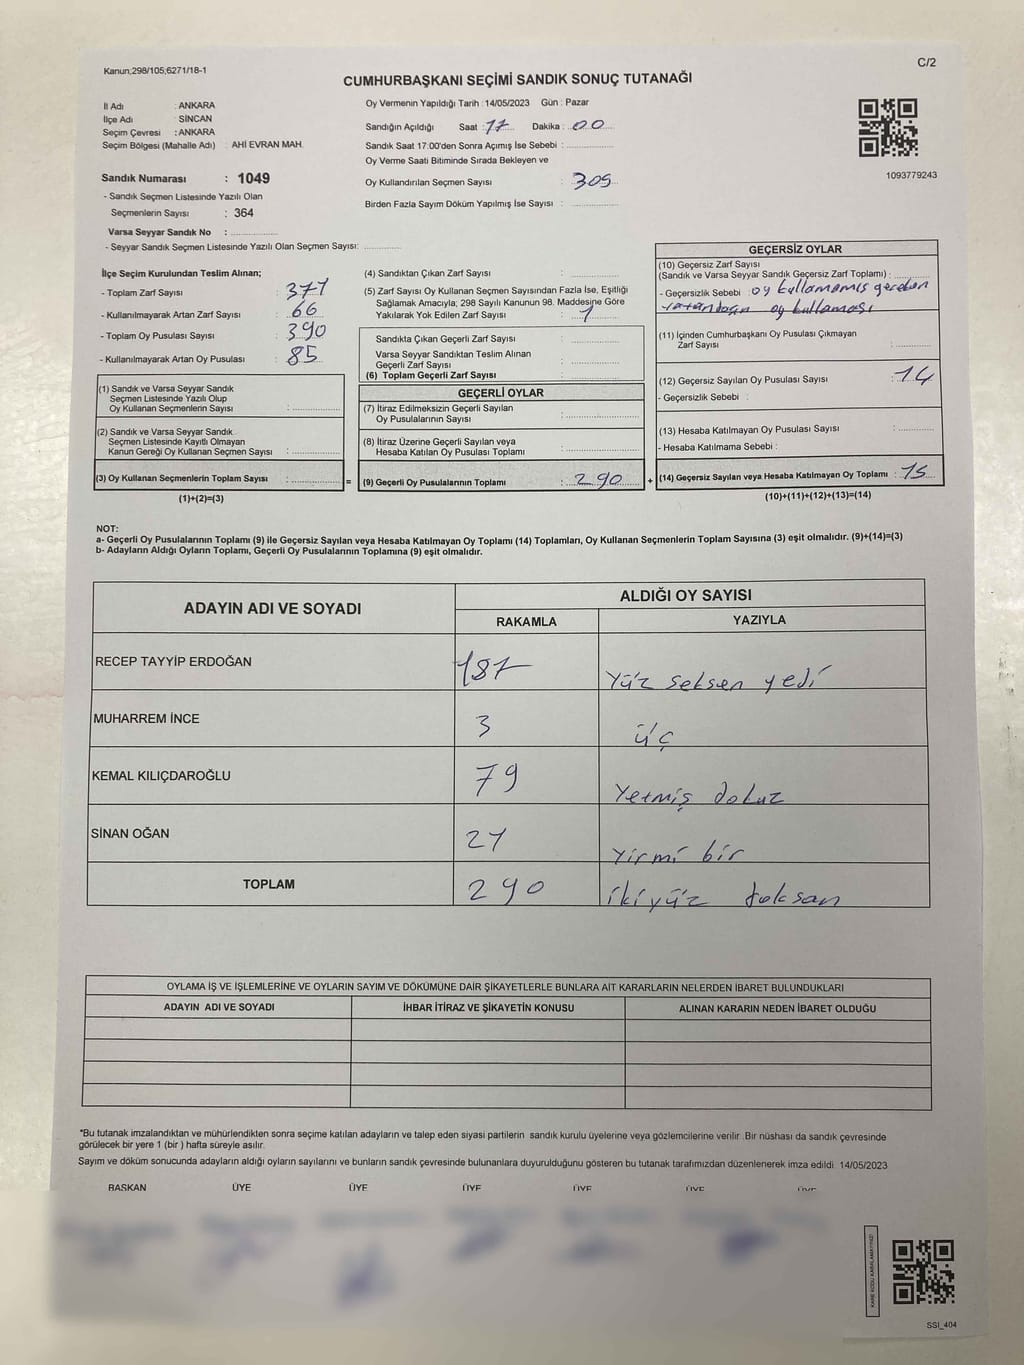 Kanun;298/105;6271/18-1
C/2
CUMHURBAŞKANI SEÇİMİ SANDIK SONUÇ TUTANAĞI
İl Adı : ANKARA
İlçe Adı : SİNCAN
Seçim Çevresi : ANKARA
Seçim Bölgesi (Mahalle Adı) : AHİ EVRAN MAH.
Sandık Numarası : 1049
- Sandık Seçmen Listesinde Yazılı Olan
Seçmenlerin Sayısı : 364
Varsa Seyyar Sandık No :
- Seyyar Sandık Seçmen Listesinde Yazılı Olan Seçmen Sayısı:
Oy Vermenin Yapıldığı Tarih :14/05/2023 Gün : Pazar
Sandığın Açıldığı Saat :17 Dakika :00
Sandık Saat 17:00'den Sonra Açımış İse Sebebi :
Oy Verme Saati Bitiminde Sırada Bekleyen ve
Oy Kullandırılan Seçmen Sayısı : 305
Birden Fazla Sayım Döküm Yapılmış İse Sayısı :
1093779243
İlçe Seçim Kurulundan Teslim Alınan;
- Toplam Zarf Sayısı : 371
- Kullanılmayarak Artan Zarf Sayısı : 66
- Toplam Oy Pusulası Sayısı : 390
- Kullanılmayarak Artan Oy Pusulası : 85
(1) Sandık ve Varsa Seyyar Sandık
Seçmen Listesinde Yazılı Olup
Oy Kullanan Seçmenlerin Sayısı :
(2) Sandık ve Varsa Seyyar Sandık
Seçmen Listesinde Kayıtlı Olmayan
Kanun Gereği Oy Kullanan Seçmen Sayısı :
(3) Oy Kullanan Seçmenlerin Toplam Sayısı : =
(1)+(2)=(3)
(4) Sandıktan Çıkan Zarf Sayısı :
(5) Zarf Sayısı Oy Kullanan Seçmen Sayısından Fazla İse, Eşitliği
Sağlamak Amacıyla; 298 Sayılı Kanunun 98. Maddesine Göre
Yakılarak Yok Edilen Zarf Sayısı : 1
Sandıkta Çıkan Geçerli Zarf Sayısı :
Varsa Seyyar Sandıktan Teslim Alınan
Geçerli Zarf Sayısı :
(6) Toplam Geçerli Zarf Sayısı :
GEÇERLİ OYLAR
(7) İtiraz Edilmeksizin Geçerli Sayılan
Oy Pusulalarının Sayısı :
(8) İtiraz Üzerine Geçerli Sayılan veya
Hesaba Katılan Oy Pusulaları Toplamı :
(9) Geçerli Oy Pusulalarının Toplamı : 290 +
GEÇERSİZ OYLAR
(10) Geçersiz Zarf Sayısı
(Sandık ve Varsa Seyyar Sandık Geçersiz Zarf Toplamı) :
- Geçersizlik Sebebi : oy kullamamış gereken
vatandaşın oy kullaması
(11) İçinden Cumhurbaşkanı Oy Pusulası Çıkmayan
Zarf Sayısı :
(12) Geçersiz Sayılan Oy Pusulası Sayısı : 14
- Geçersizlik Sebebi :
(13) Hesaba Katılmayan Oy Pusulası Sayısı :
- Hesaba Katılmama Sebebi :
(14) Geçersiz Sayılan veya Hesaba Katılmayan Oy Toplamı : 15
(10)+(11)+(12)+(13)=(14)
NOT:
a- Geçerli Oy Pusulalarının Toplamı (9) ile Geçersiz Sayılan veya Hesaba Katılmayan Oy Toplamı (14) Toplamları, Oy Kullanan Seçmenlerin Toplam Sayısına (3) eşit olmalıdır. (9)+(14)=(3)
b- Adayların Aldığı Oyların Toplamı, Geçerli Oy Pusulalarının Toplamına (9) eşit olmalıdır.
ADAYIN ADI VE SOYADI
ALDIĞI OY SAYISI
RAKAMLA YAZIYLA
RECEP TAYYİP ERDOĞAN 187 Yüz seksen yedi
MUHARREM İNCE 3 üç
KEMAL KILIÇDAROĞLU 79 Yetmiş dokuz
SİNAN OĞAN 21 Yirmi bir
TOPLAM 290 ikiyüz doksan
OYLAMA İŞ VE İŞLEMLERİNE VE OYLARIN SAYIM VE DÖKÜMÜNE DAİR ŞİKAYETLERLE BUNLARA AİT KARARLARIN NELERDEN İBARET BULUNDUKLARI
ADAYIN ADI VE SOYADI İHBAR İTİRAZ VE ŞİKAYETİN KONUSU ALINAN KARARIN NEDEN İBARET OLDUĞU
*Bu tutanak imzalandıktan ve mühürlendikten sonra seçime katılan adayların ve talep eden siyasi partilerin sandık kurulu üyelerine veya gözlemcilerine verilir. Bir nüshası da sandık çevresinde
görülecek bir yere 1 (bir ) hafta süreyle asılır.
Sayım ve döküm sonucunda adayların aldığı oyların sayılarını ve bunların sandık çevresinde bulunanlara duyurulduğunu gösteren bu tutanak tarafımızdan düzenlenerek imza edildi. 14/05/2023
BAŞKAN ÜYE ÜYE ÜYE ÜYE ÜYE ÜYE
KARE KODU KARALAMAYINIZ!
SSI_404